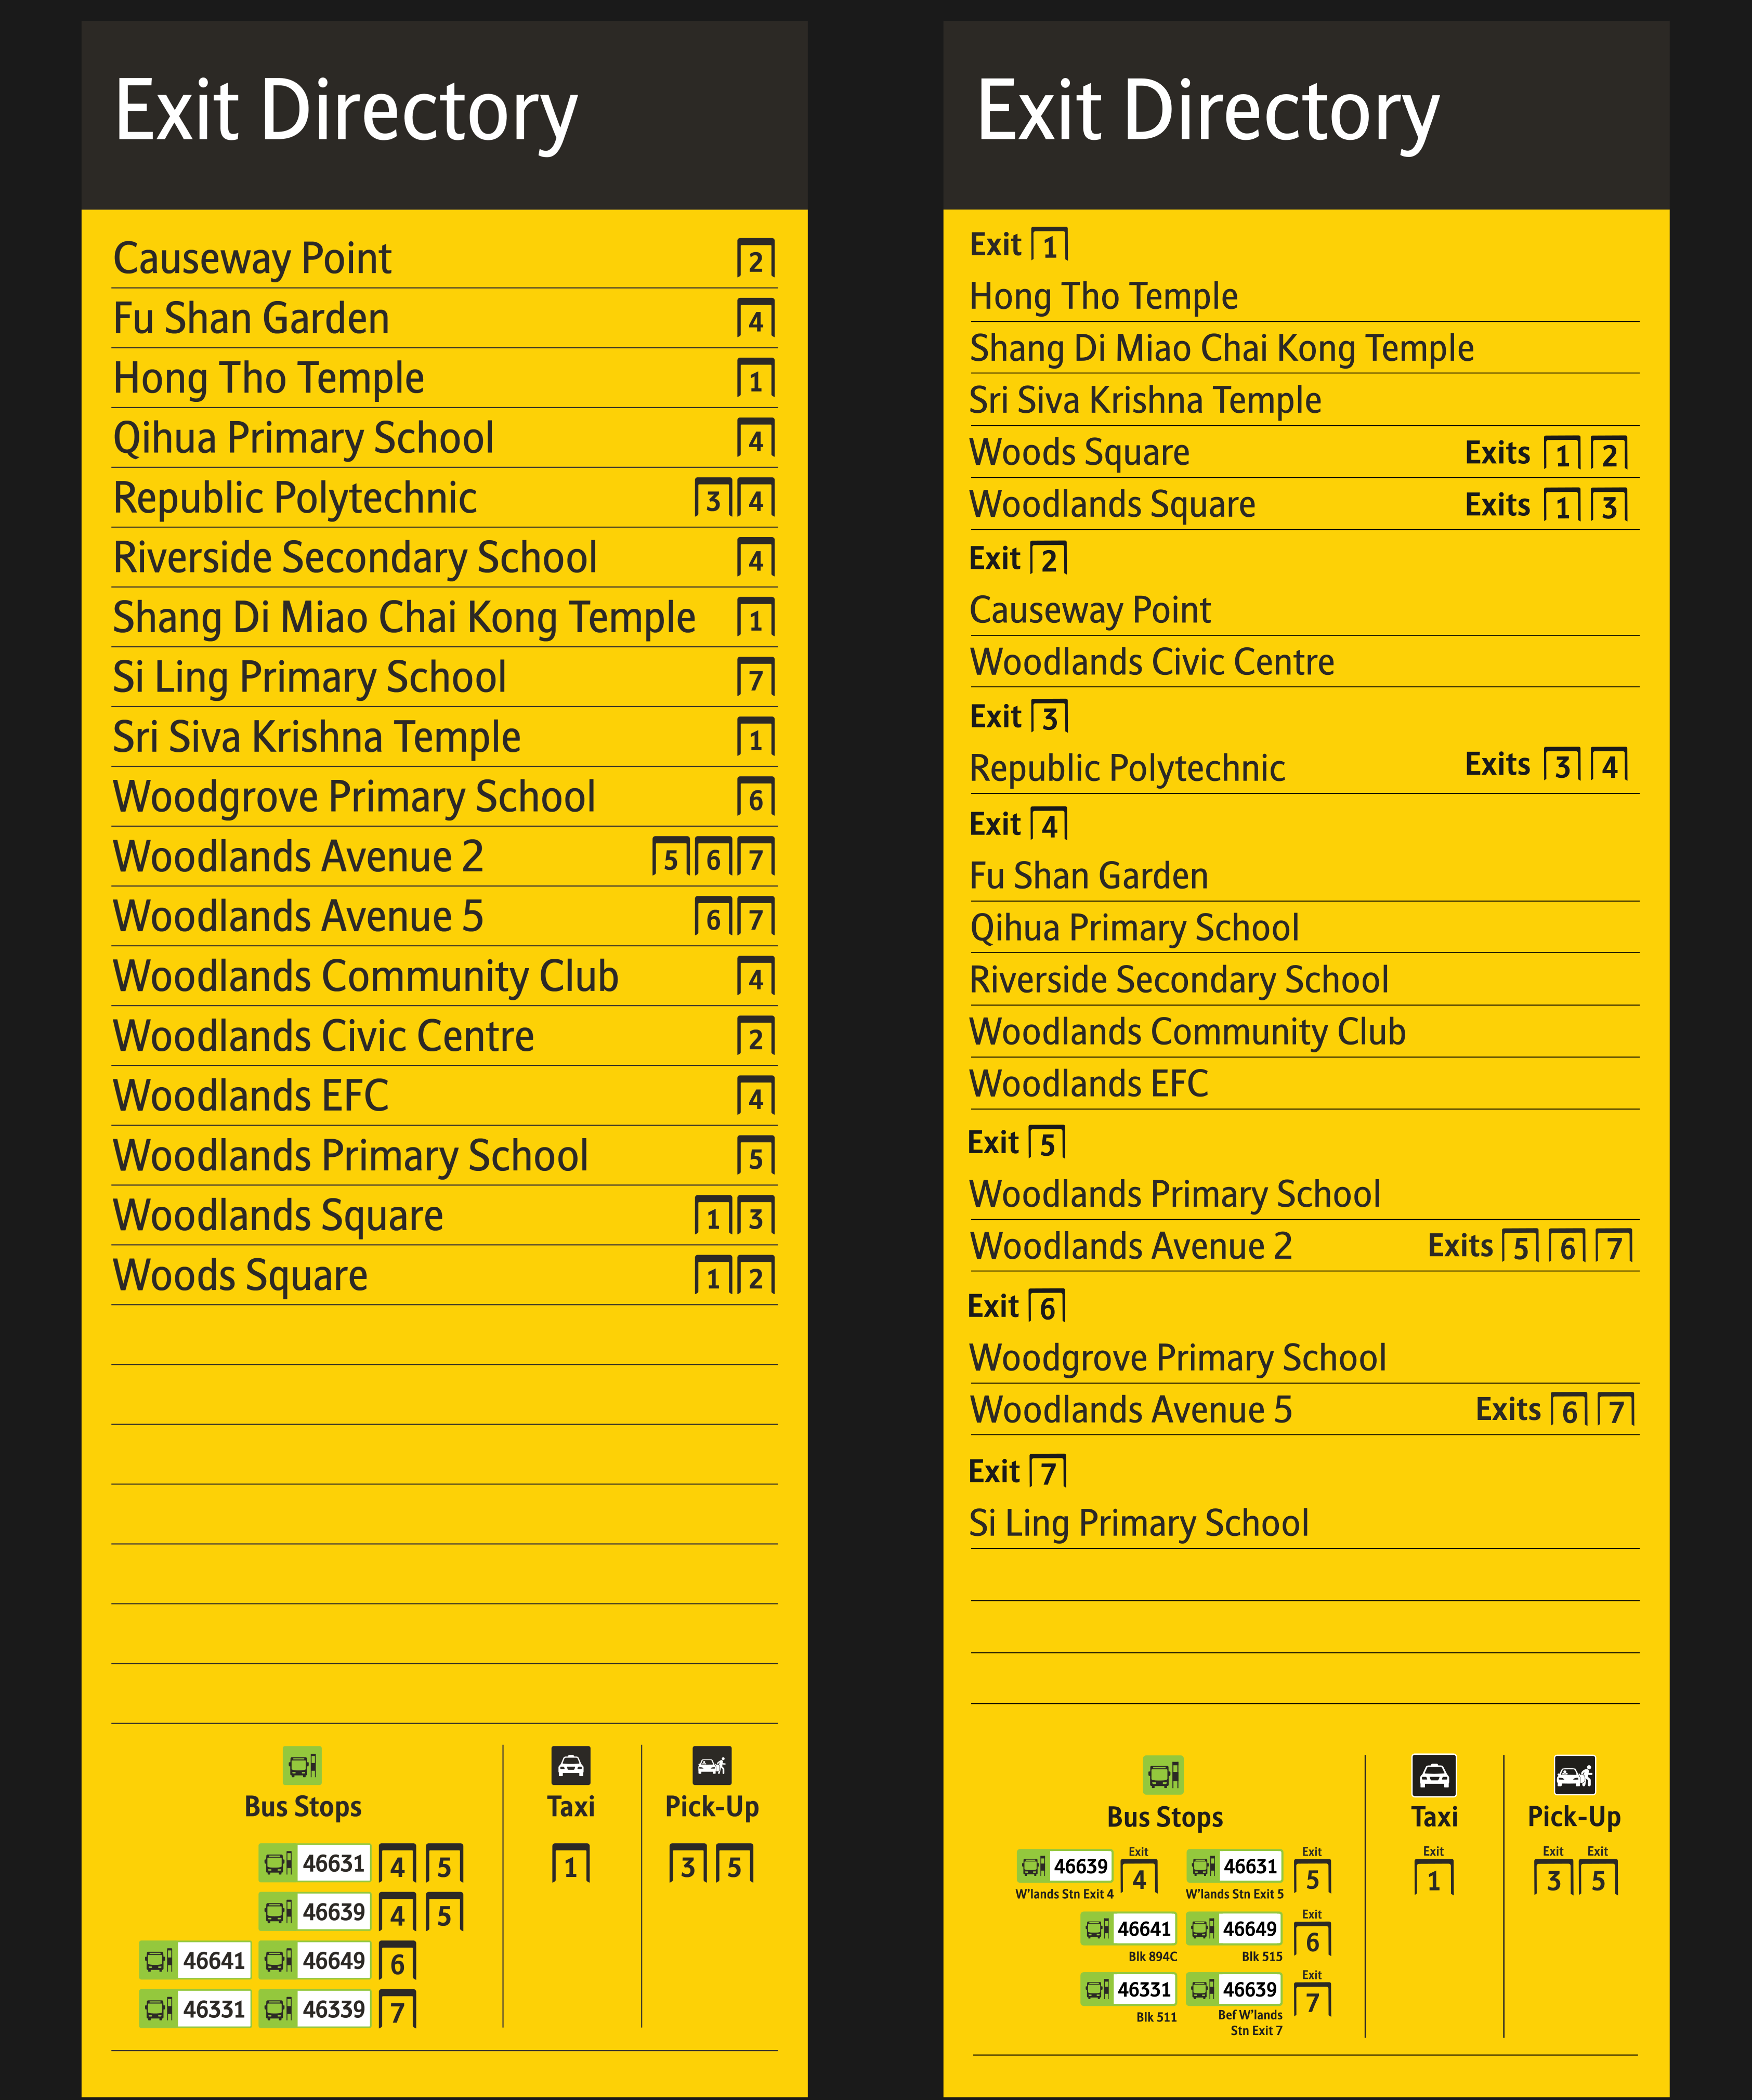 Exit Directory
Causeway Point 2
Fu Shan Garden 4
Hong Tho Temple 1
Qihua Primary School 4
Republic Polytechnic 3 4
Riverside Secondary School 4
Shang Di Miao Chai Kong Temple 1
Si Ling Primary School 7
Sri Siva Krishna Temple 1
Woodgrove Primary School 6
Woodlands Avenue 2 5 6 7
Woodlands Avenue 5 6 7
Woodlands Community Club 4
Woodlands Civic Centre 2
Woodlands EFC 4
Woodlands Primary School 5
Woodlands Square 1 3
Woods Square 1 2
Bus Stops
46631 4 5
46639 4 5
46641 46649 6
46331 46339 7
Taxi
1
Pick-Up
3 5
Exit Directory
Exit 1
Hong Tho Temple
Shang Di Miao Chai Kong Temple
Sri Siva Krishna Temple
Woods Square Exits 1 2
Woodlands Square Exits 1 3
Exit 2
Causeway Point
Woodlands Civic Centre
Exit 3
Republic Polytechnic Exits 3 4
Exit 4
Fu Shan Garden
Qihua Primary School
Riverside Secondary School
Woodlands Community Club
Woodlands EFC
Exit 5
Woodlands Primary School
Woodlands Avenue 2 Exits 5 6 7
Exit 6
Woodgrove Primary School
Woodlands Avenue 5 Exits 6 7
Exit 7
Si Ling Primary School
Bus Stops
46639 Exit 4 46631 Exit 5
W'lands Stn Exit 4 W'lands Stn Exit 5
46641 46649 Exit 6
Blk 894C Blk 515
46331 46639 Exit 7
Blk 511 Bef W'lands
Stn Exit 7
Taxi
Exit
1
Pick-Up
Exit Exit
3 5